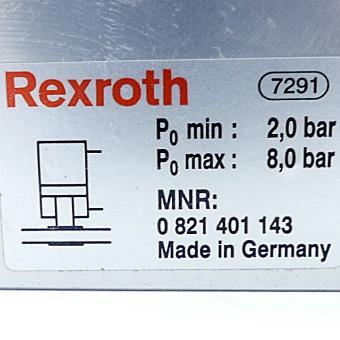 Rexroth 7291
P₀ min : 2,0 bar
P₀ max : 8,0 bar
MNR:
0 821 401 143
Made in Germany